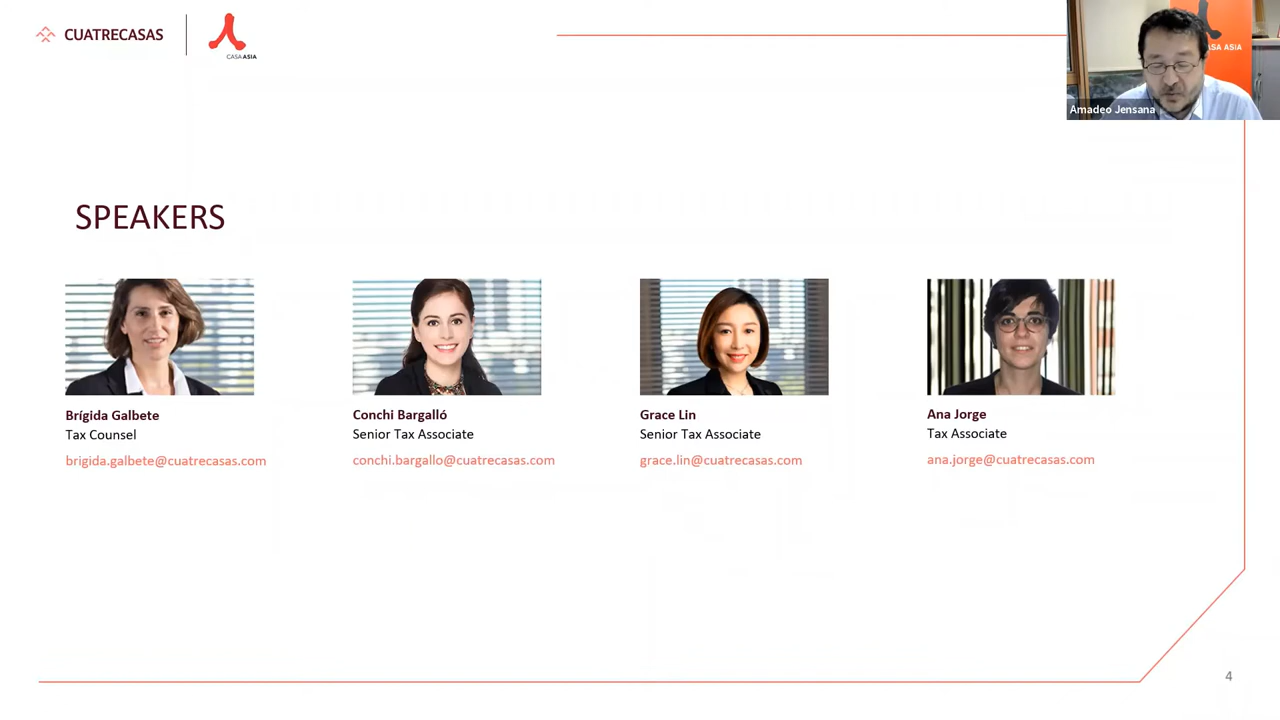 CUATRECASAS
CASA ASIA
CASA ASIA
Amadeo Jensana
SPEAKERS
Brígida Galbete
Tax Counsel
brigida.galbete@cuatrecasas.com
Conchi Bargalló
Senior Tax Associate
conchi.bargallo@cuatrecasas.com
Grace Lin
Senior Tax Associate
grace.lin@cuatrecasas.com
Ana Jorge
Tax Associate
ana.jorge@cuatrecasas.com
4